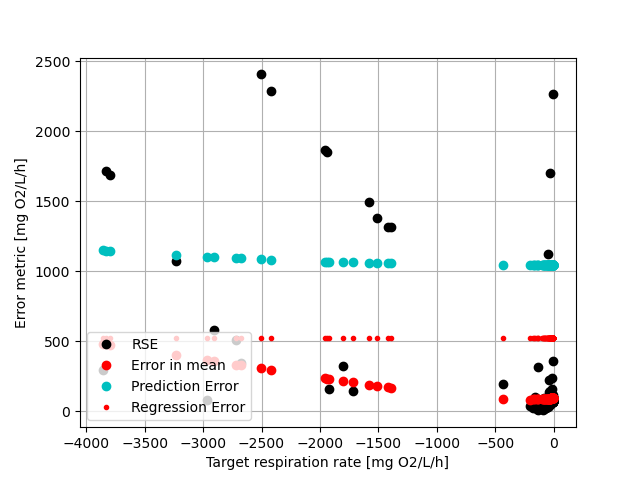 2500
2000
1500
1000
500
0
Error metric [mg O2/L/h]
RSE
Error in mean
Prediction Error
Regression Error
−4000 −3500 −3000 −2500 −2000 −1500 −1000 −500 0
Target respiration rate [mg O2/L/h]